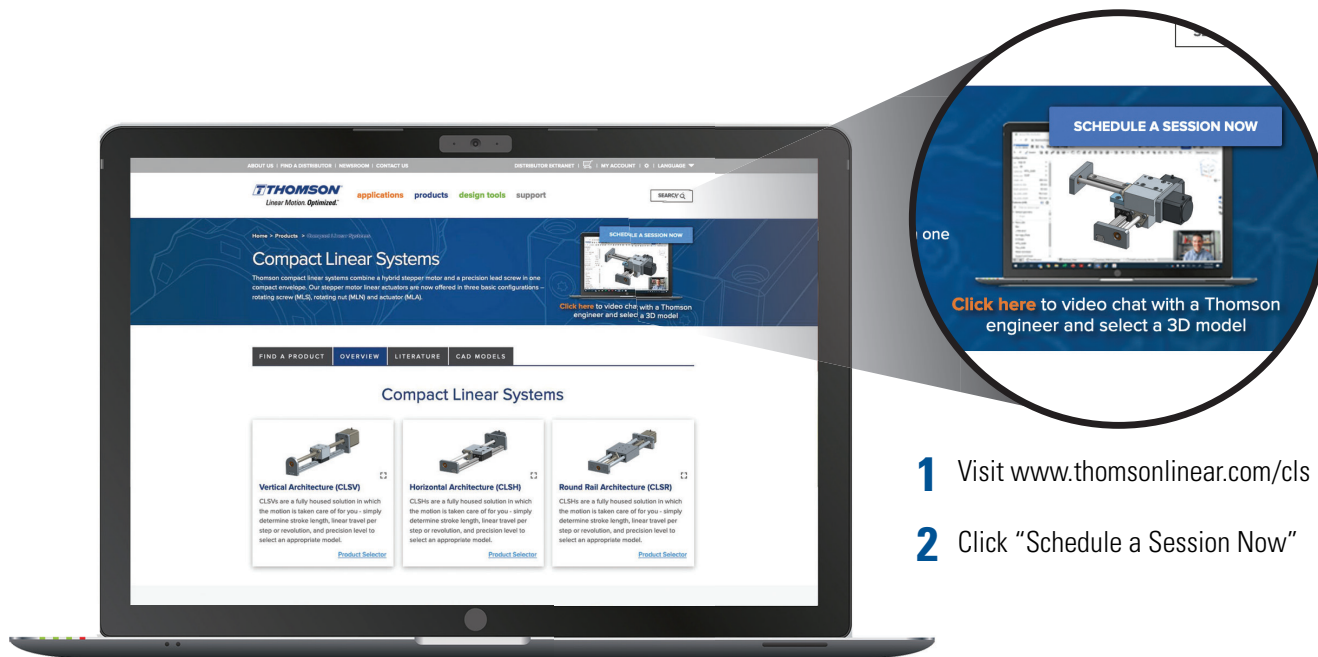 ABOUT US | FIND A DISTRIBUTOR | NEWSROOM | CONTACT US
DISTRIBUTOR EXTRANET | | MY ACCOUNT | | LANGUAGE
THOMSON
Linear Motion. Optimized.™
applications products design tools support
SEARCH
Home > Products > Compact Linear Systems
Compact Linear Systems
Thomson compact linear systems combine a hybrid stepper motor and a precision lead screw in one
compact envelope. Our stepper motor linear actuators are now offered in three basic configurations –
rotating screw (MLS), rotating nut (MLN) and actuator (MLA).
SCHEDULE A SESSION NOW
Click here to video chat with a Thomson
engineer and select a 3D model
FIND A PRODUCT OVERVIEW LITERATURE CAD MODELS
Compact Linear Systems
Vertical Architecture (CLSV)
CLSVs are a fully housed solution in which
the motion is taken care of for you - simply
determine stroke length, linear travel per
step or revolution, and precision level to
select an appropriate model.
Product Selector
Horizontal Architecture (CLSH)
CLSHs are a fully housed solution in which
the motion is taken care of for you - simply
determine stroke length, linear travel per
step or revolution, and precision level to
select an appropriate model.
Product Selector
Round Rail Architecture (CLSR)
CLSHs are a fully housed solution in which
the motion is taken care of for you - simply
determine stroke length, linear travel per
step or revolution, and precision level to
select an appropriate model.
Product Selector
SCHEDULE A SESSION NOW
one
Click here to video chat with a Thomson
engineer and select a 3D model
1 Visit www.thomsonlinear.com/cls
2 Click “Schedule a Session Now”